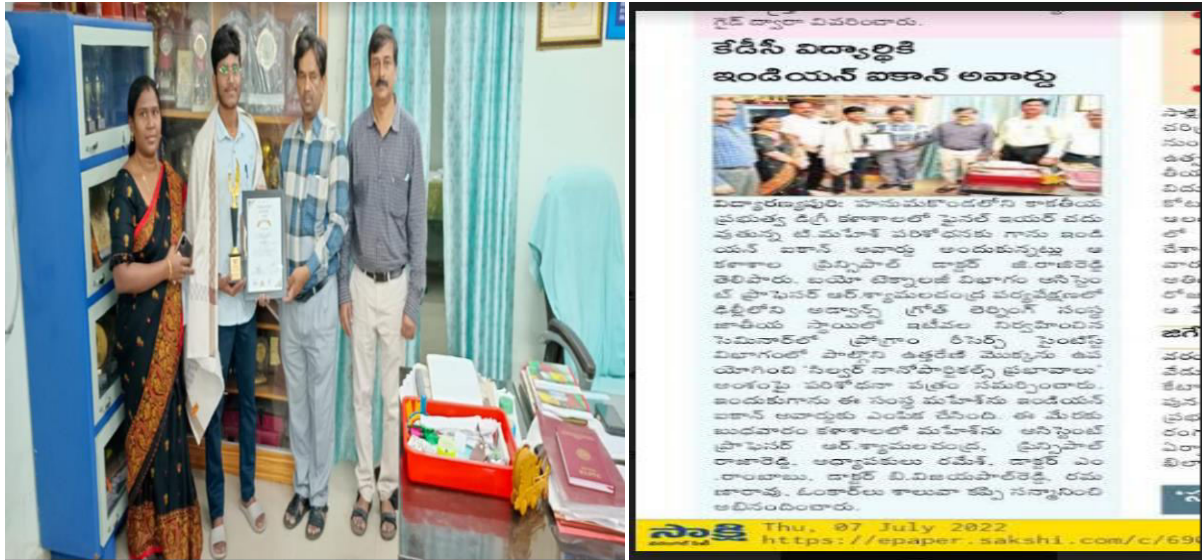 గైడ్ ద్వారా వివరించారు.
కేడీసీ విద్యార్థికి
ఇండియన్ ఐకాన్ అవార్డు
విద్యారణ్యపురి: హనుమకొండలోని కాకతీయ
ప్రభుత్వ డిగ్రీ కళాశాలలో ఫైనల్ ఇయర్ చదు
వుతున్న టి.మహేశ్ పరిశోధనకు గాను ఇండి
యన్ ఐకాన్ అవార్డు అందుకున్నట్లు ఆ
కళాశాల ప్రిన్సిపాల్ డాక్టర్ జి.రాజారెడ్డి
తెలిపారు. బయో టెక్నాలజీ విభాగం అసిస్టెం
ట్ ప్రొఫెసర్ ఆర్.శ్యామలచంద్ర పర్యవేక్షణలో
ఢిల్లీలోని అడ్వాన్స్ గ్రోత్ లెర్నింగ్ సంస్థ
జాతీయ స్థాయిలో ఇటీవల నిర్వహించిన
సెమినార్‌లో ప్రోగ్రాం రీసెర్చ్ సైంటిస్ట్
విభాగంలో పాల్గొని ఉత్తరేణి మొక్కను ఉప
యోగించి 'సిల్వర్ నానోపార్టికల్స్ ప్రభావాలు'
అంశంపై పరిశోధనా పత్రం సమర్పించారు.
ఇందుకుగాను ఈ సంస్థ మహేశ్‌ను ఇండియన్
ఐకాన్ అవార్డుకు ఎంపిక చేసింది. ఈ మేరకు
బుధవారం కళాశాలలో మహేశ్‌ను అసిస్టెంట్
ప్రొఫెసర్ ఆర్.శ్యామలచంద్ర, ప్రిన్సిపాల్
రాజారెడ్డి, అధ్యాపకులు రమేశ్, డాక్టర్ ఎం
.రాంబాబు, డాక్టర్ బి.విజయపాల్‌రెడ్డి, రమ
ణారావు, ఓంకార్‌లు శాలువా కప్పి సన్మానించి
అభినందించారు.
సాక్షి Thu, 07 July 2022
https://epaper.sakshi.com/c/69